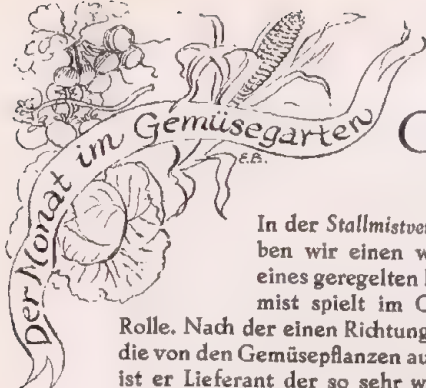 Der Monat im Gemüsegarten
E.B.
In der Stallmistver
ben wir einen w
eines geregelten
mist spielt im
Rolle. Nach der einen Richtung
die von den Gemüsepflanzen au
ist er Lieferant der so sehr w